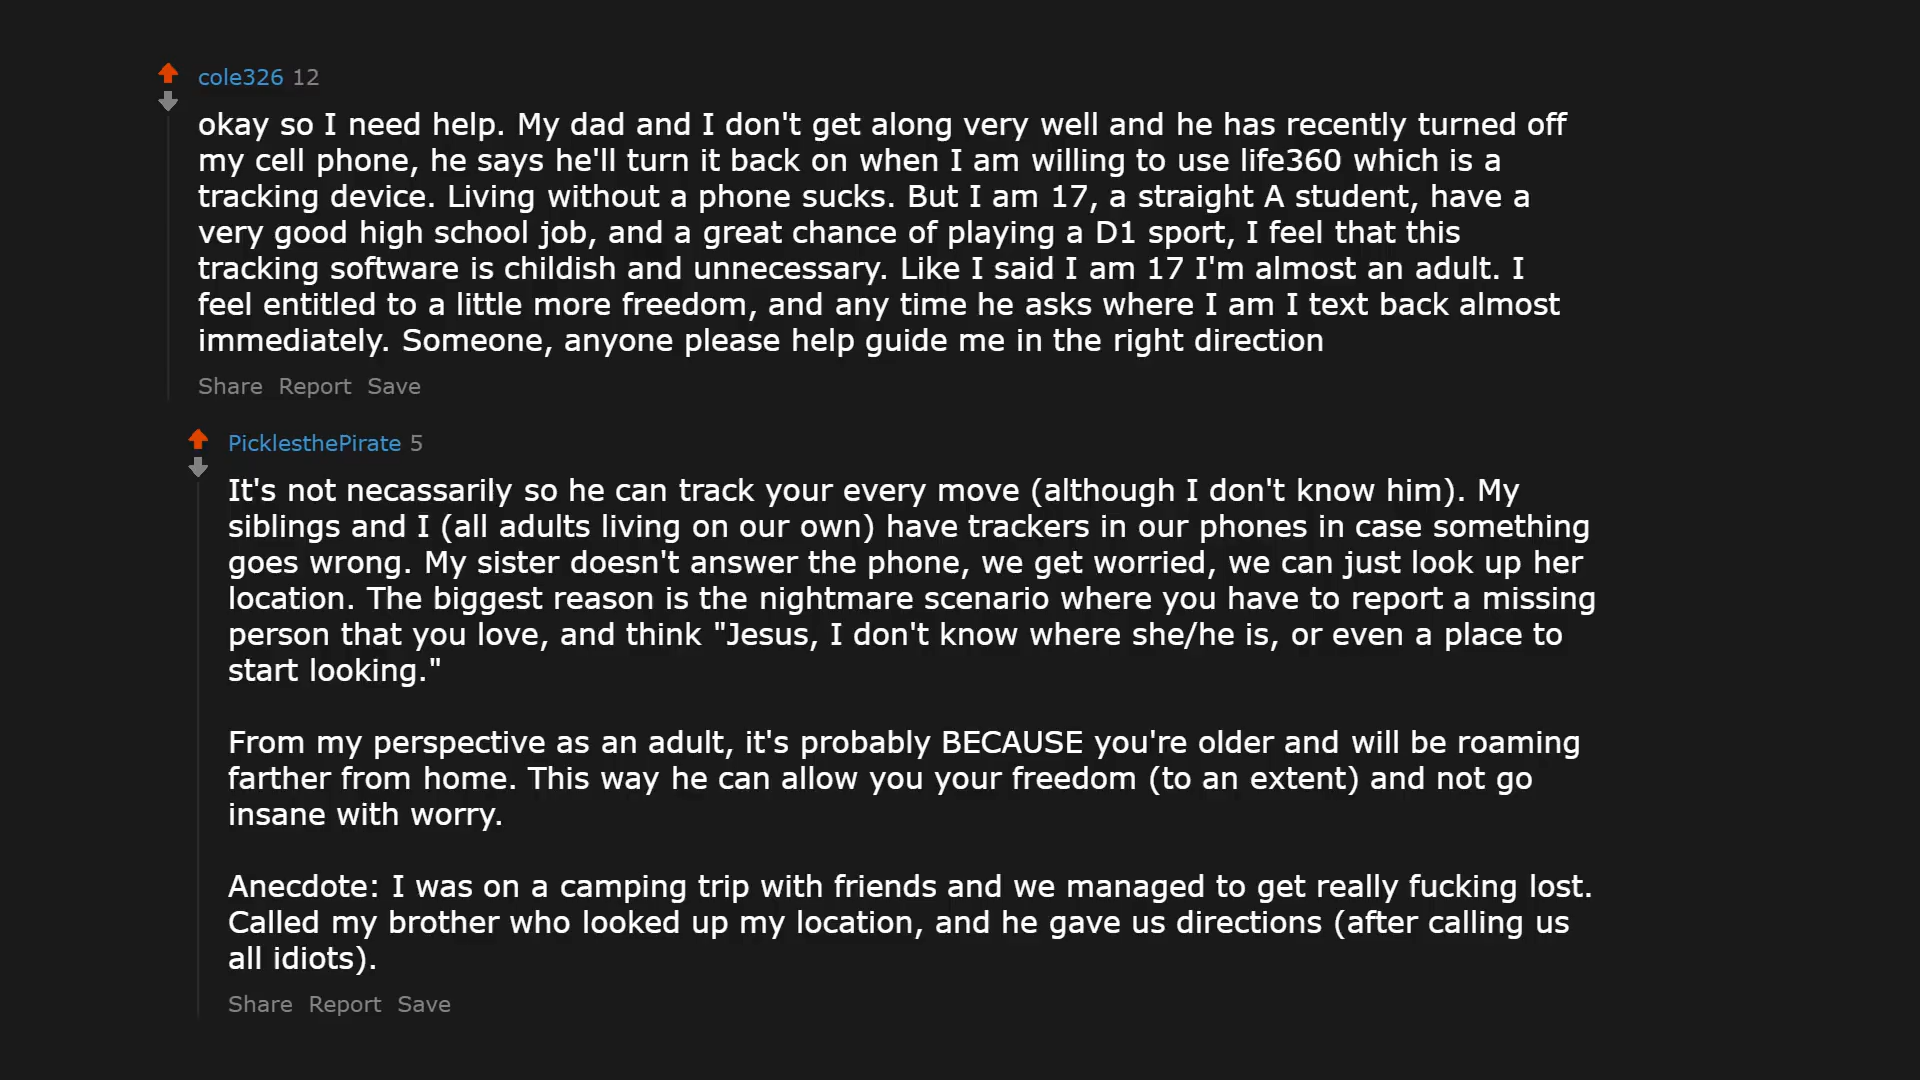 cole326 12
okay so I need help. My dad and I don't get along very well and he has recently turned off
my cell phone, he says he'll turn it back on when I am willing to use life360 which is a
tracking device. Living without a phone sucks. But I am 17, a straight A student, have a
very good high school job, and a great chance of playing a D1 sport, I feel that this
tracking software is childish and unnecessary. Like I said I am 17 I'm almost an adult. I
feel entitled to a little more freedom, and any time he asks where I am I text back almost
immediately. Someone, anyone please help guide me in the right direction
Share Report Save
PicklesthePirate 5
It's not necassarily so he can track your every move (although I don't know him). My
siblings and I (all adults living on our own) have trackers in our phones in case something
goes wrong. My sister doesn't answer the phone, we get worried, we can just look up her
location. The biggest reason is the nightmare scenario where you have to report a missing
person that you love, and think "Jesus, I don't know where she/he is, or even a place to
start looking."
From my perspective as an adult, it's probably BECAUSE you're older and will be roaming
farther from home. This way he can allow you your freedom (to an extent) and not go
insane with worry.
Anecdote: I was on a camping trip with friends and we managed to get really fucking lost.
Called my brother who looked up my location, and he gave us directions (after calling us
all idiots).
Share Report Save